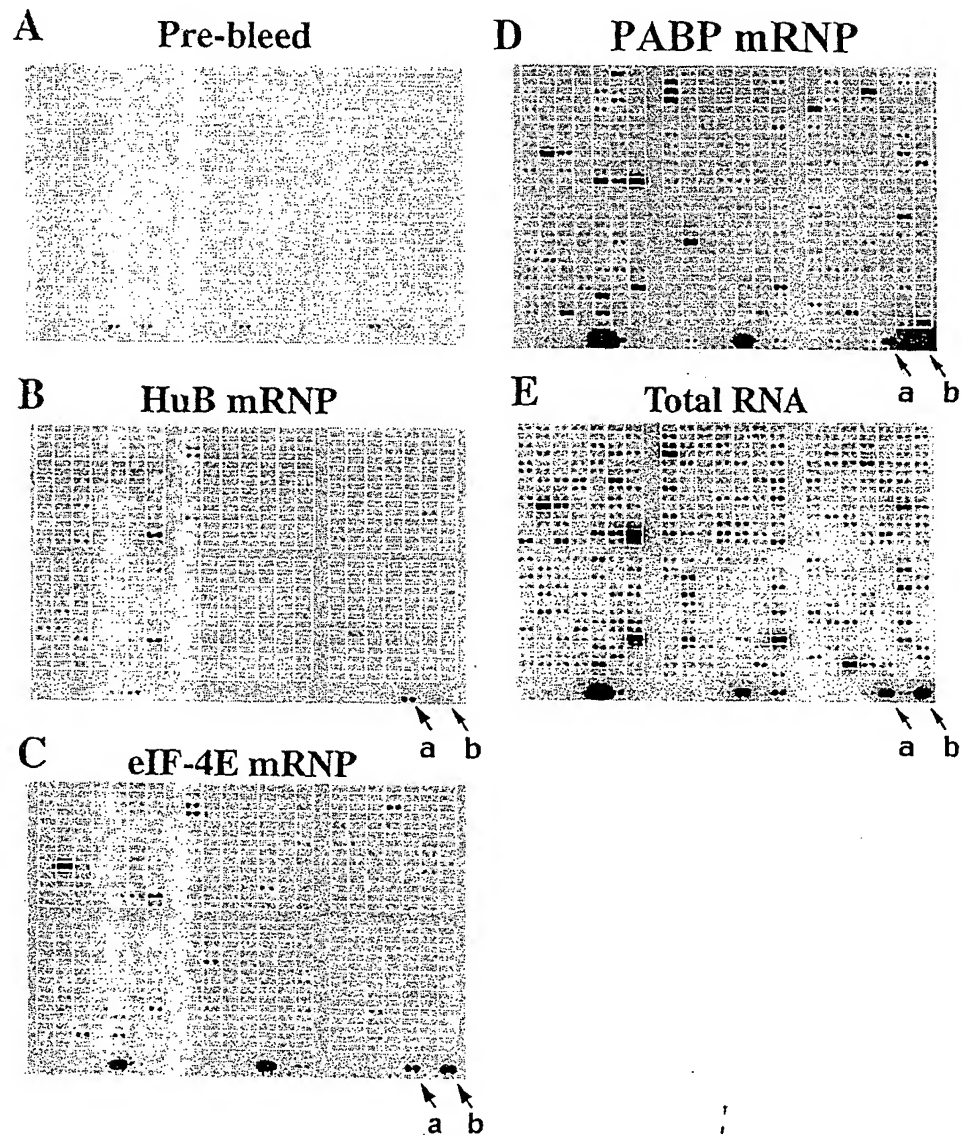 A Pre-bleed
D PABP mRNP
a b
B HuB mRNP
a b
E Total RNA
a b
C eIF-4E mRNP
a b